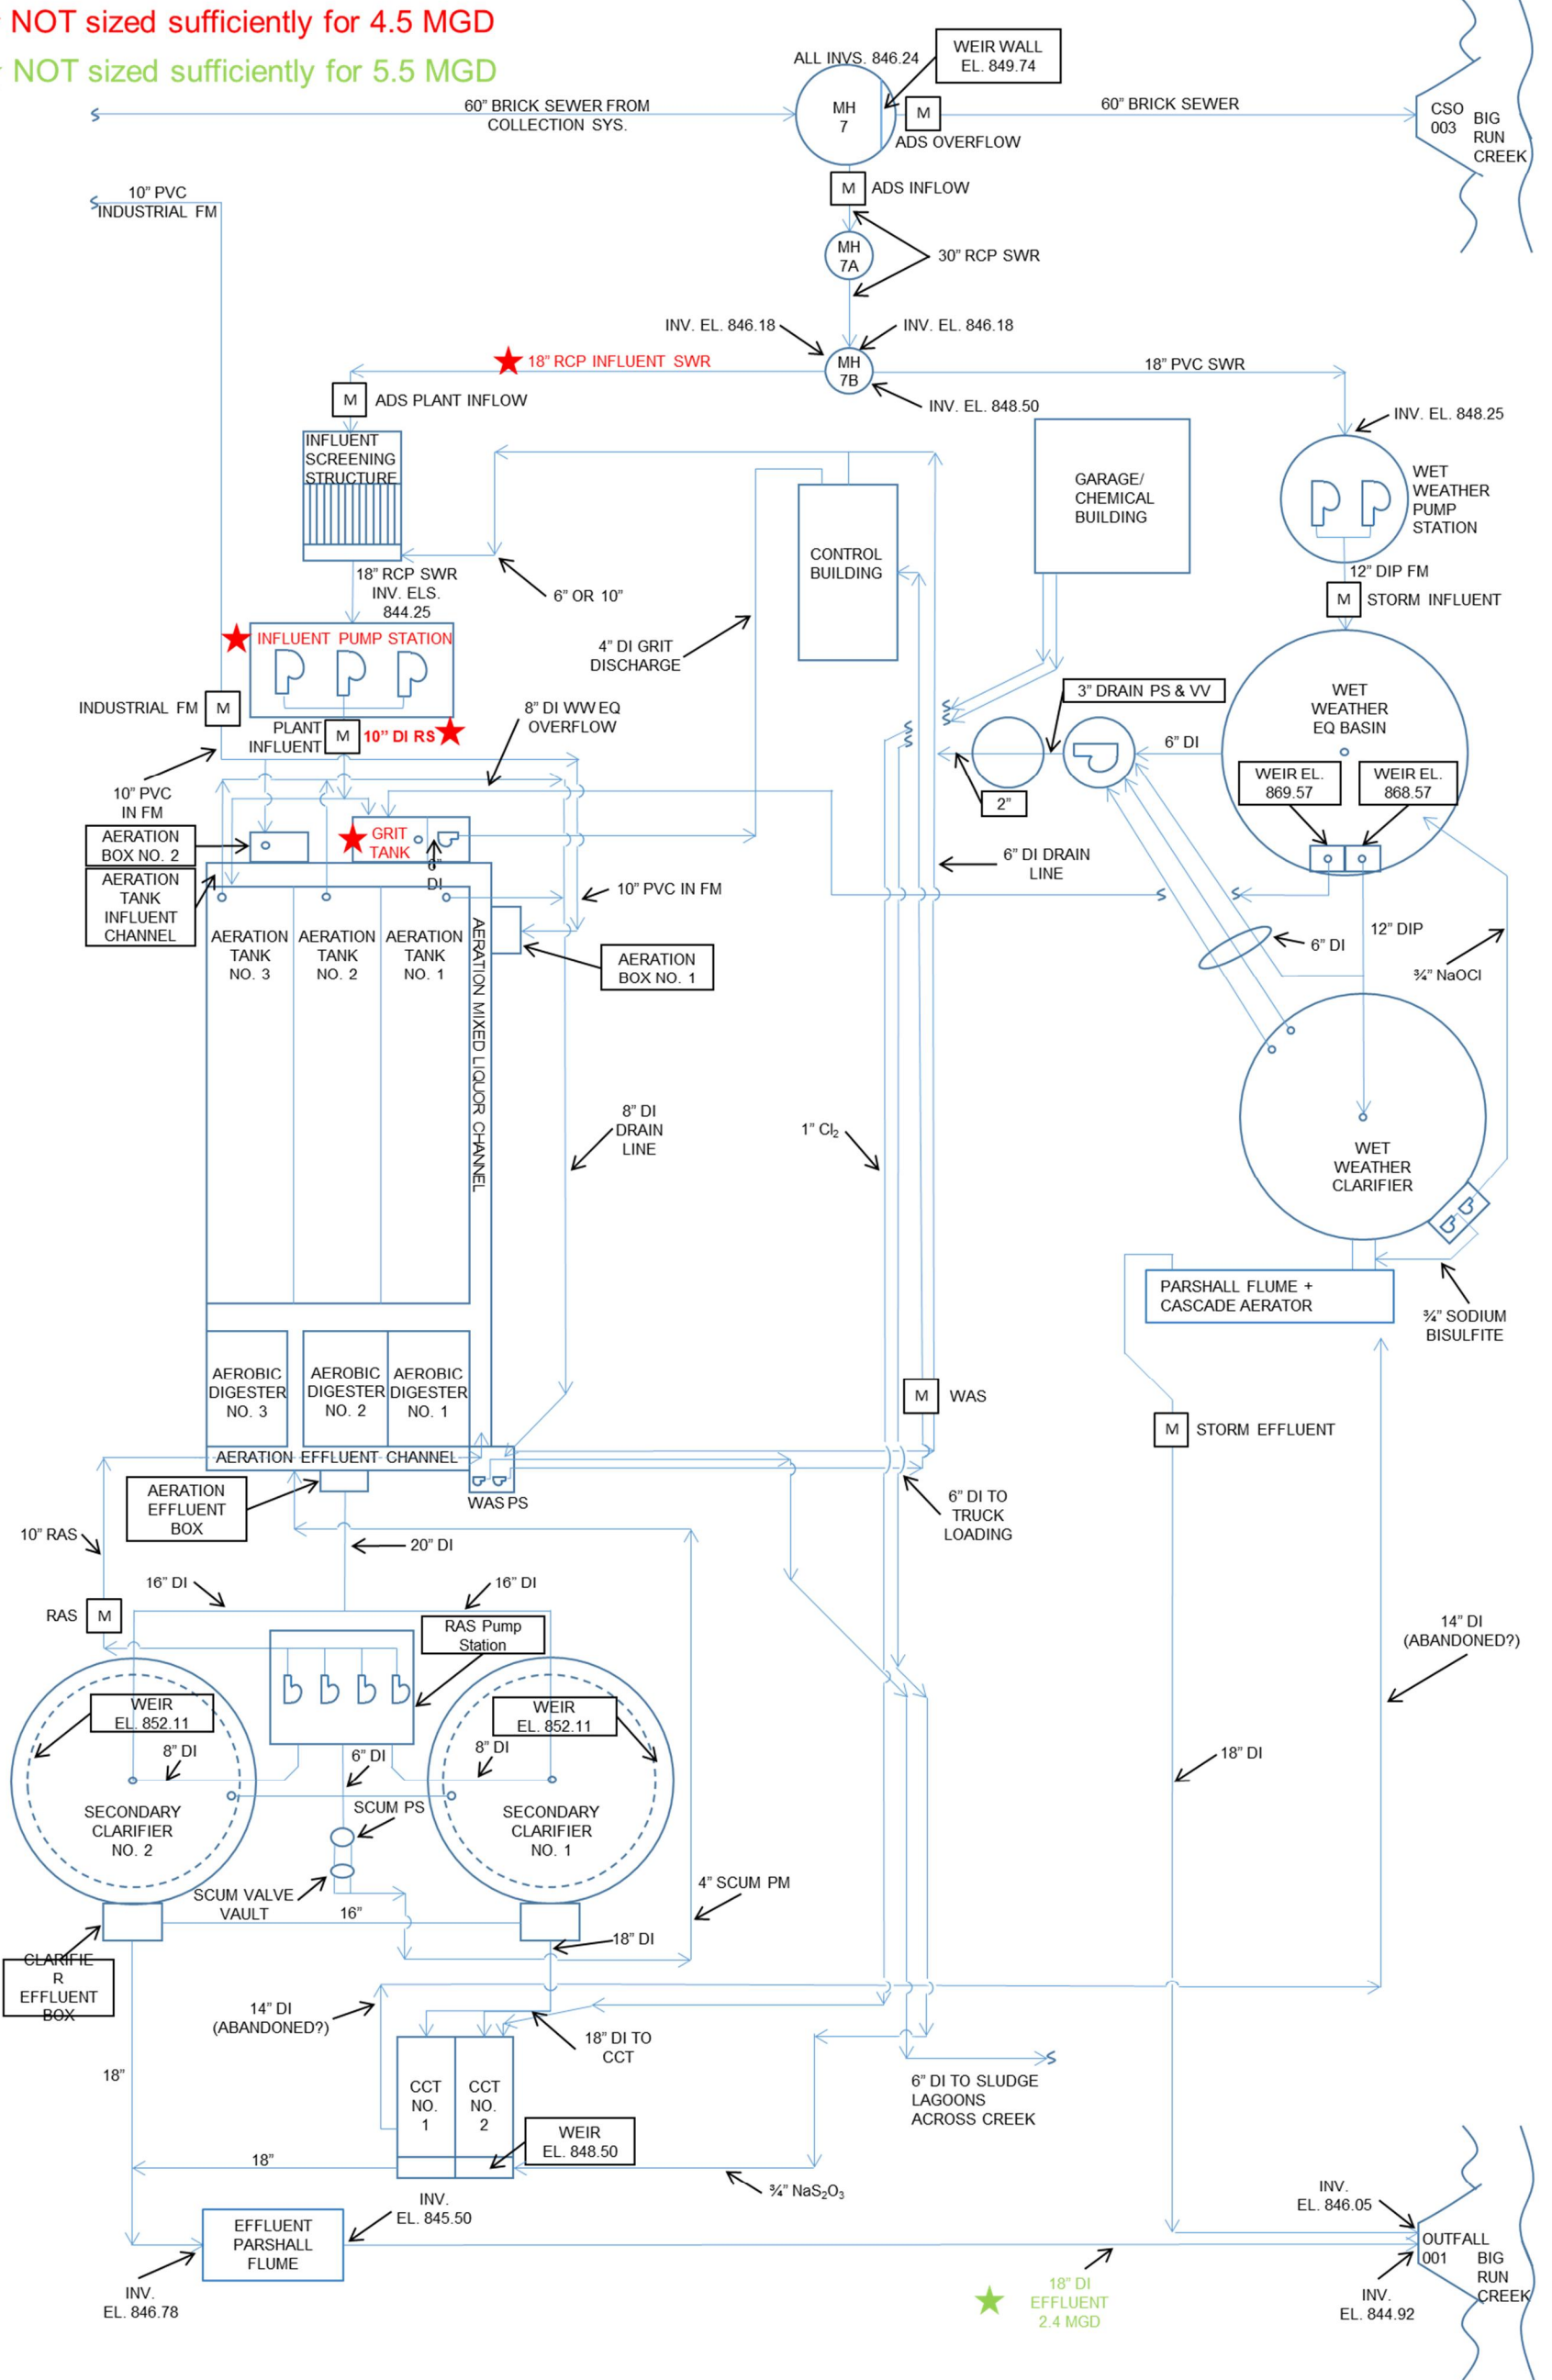 NOT sized sufficiently for 4.5 MGD
NOT sized sufficiently for 5.5 MGD
ALL INVS. 846.24
WEIR WALL
EL. 849.74
60” BRICK SEWER FROM
COLLECTION SYS.
MH
7
M
ADS OVERFLOW
60” BRICK SEWER
CSO
003
BIG
RUN
CREEK
10” PVC
INDUSTRIAL FM
M
ADS INFLOW
MH
7A
30” RCP SWR
INV. EL. 846.18
INV. EL. 846.18
18” RCP INFLUENT SWR
MH
7B
18” PVC SWR
INV. EL. 848.50
M
ADS PLANT INFLOW
INV. EL. 848.25
INFLUENT
SCREENING
STRUCTURE
GARAGE/
CHEMICAL
BUILDING
WET
WEATHER
PUMP
STATION
CONTROL
BUILDING
18” RCP SWR
INV. ELS.
844.25
6” OR 10”
12” DIP FM
M
STORM INFLUENT
INFLUENT PUMP STATION
4” DI GRIT
DISCHARGE
INDUSTRIAL FM
M
PLANT
INFLUENT
M
10” DI RS
8” DI WW EQ
OVERFLOW
3” DRAIN PS & VV
WET
WEATHER
EQ BASIN
6” DI
2”
WEIR EL.
869.57
WEIR EL.
868.57
10” PVC
IN FM
AERATION
BOX NO. 2
GRIT
TANK
6”
DI
AERATION
TANK
INFLUENT
CHANNEL
6” DI DRAIN
LINE
10” PVC IN FM
AERATION
TANK
NO. 3
AERATION
TANK
NO. 2
AERATION
TANK
NO. 1
AERATION MIXED LIQUOR CHANNEL
AERATION
BOX NO. 1
12” DIP
6” DI
¾” NaOCl
8” DI
DRAIN
LINE
1” Cl₂
WET
WEATHER
CLARIFIER
PARSHALL FLUME +
CASCADE AERATOR
¾” SODIUM
BISULFITE
AEROBIC
DIGESTER
NO. 3
AEROBIC
DIGESTER
NO. 2
AEROBIC
DIGESTER
NO. 1
M
WAS
M
STORM EFFLUENT
AERATION EFFLUENT CHANNEL
WAS PS
AERATION
EFFLUENT
BOX
6” DI TO
TRUCK
LOADING
10” RAS
20” DI
16” DI
16” DI
RAS
M
RAS Pump
Station
14” DI
(ABANDONED?)
WEIR
EL. 852.11
WEIR
EL. 852.11
8” DI
6” DI
8” DI
18” DI
SCUM PS
SECONDARY
CLARIFIER
NO. 2
SECONDARY
CLARIFIER
NO. 1
SCUM VALVE
VAULT
16”
4” SCUM PM
18” DI
CLARIFIE
R
EFFLUENT
BOX
14” DI
(ABANDONED?)
18” DI TO
CCT
18”
CCT
NO.
1
CCT
NO.
2
6” DI TO SLUDGE
LAGOONS
ACROSS CREEK
WEIR
EL. 848.50
18”
¾” NaS₂O₃
INV.
EL. 845.50
INV.
EL. 846.05
EFFLUENT
PARSHALL
FLUME
OUTFALL
001
BIG
RUN
CREEK
INV.
EL. 846.78
18” DI
EFFLUENT
2.4 MGD
INV.
EL. 844.92